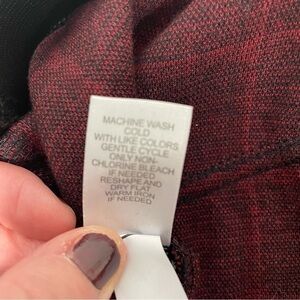 MACHINE WASH
COLD
WITH LIKE COLORS
GENTLE CYCLE
ONLY NON-
CHLORINE BLEACH
IF NEEDED
RESHAPE AND
DRY FLAT
WARM IRON
IF NEEDED